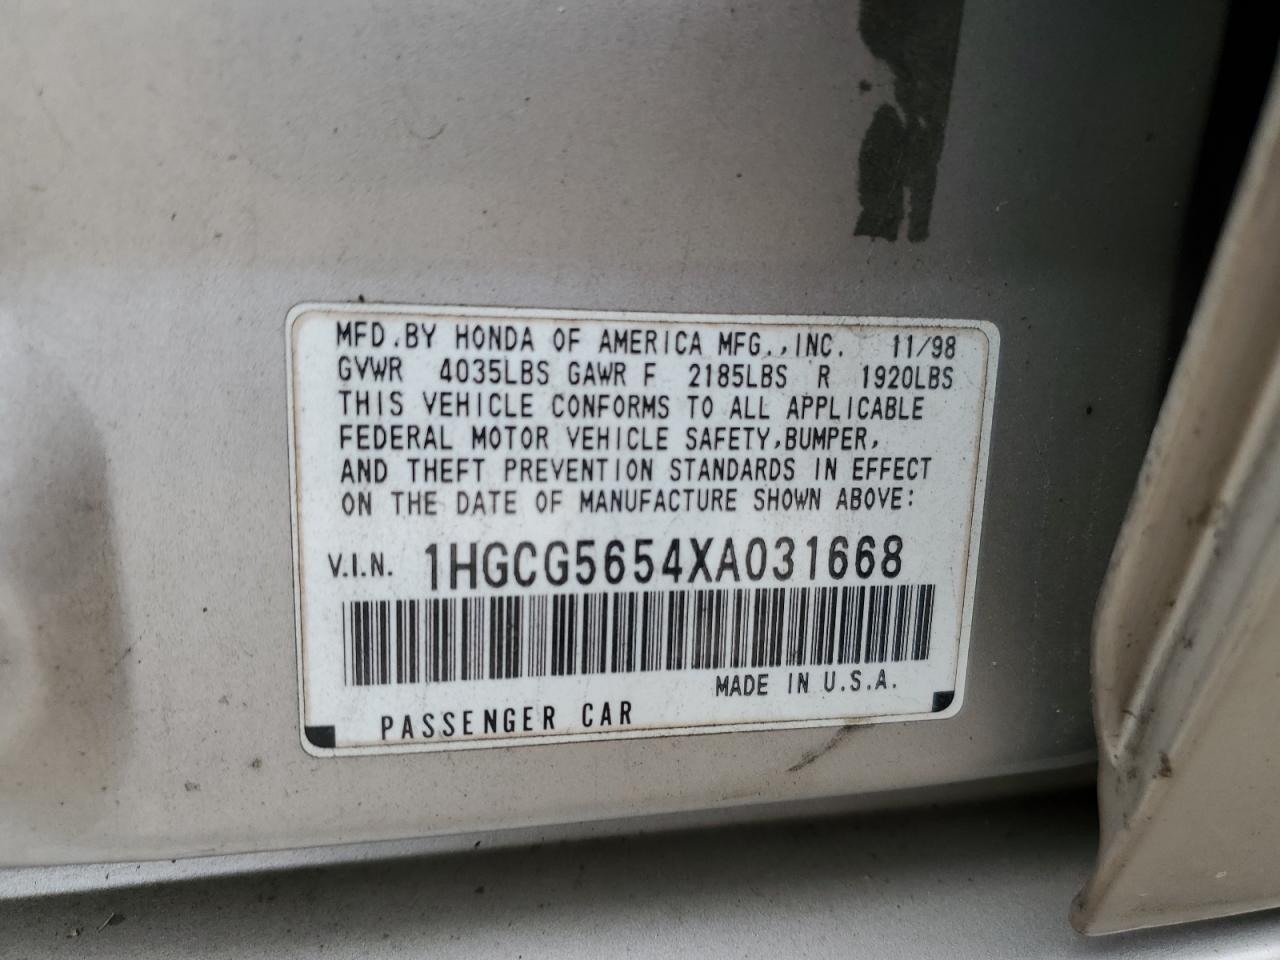 MFD.BY HONDA OF AMERICA MFG.,INC. 11/98
GVWR 4035LBS GAWR F 2185LBS R 1920LBS
THIS VEHICLE CONFORMS TO ALL APPLICABLE
FEDERAL MOTOR VEHICLE SAFETY,BUMPER,
AND THEFT PREVENTION STANDARDS IN EFFECT
ON THE DATE OF MANUFACTURE SHOWN ABOVE:
V.I.N. 1HGCG5654XA031668
MADE IN U.S.A.
PASSENGER CAR